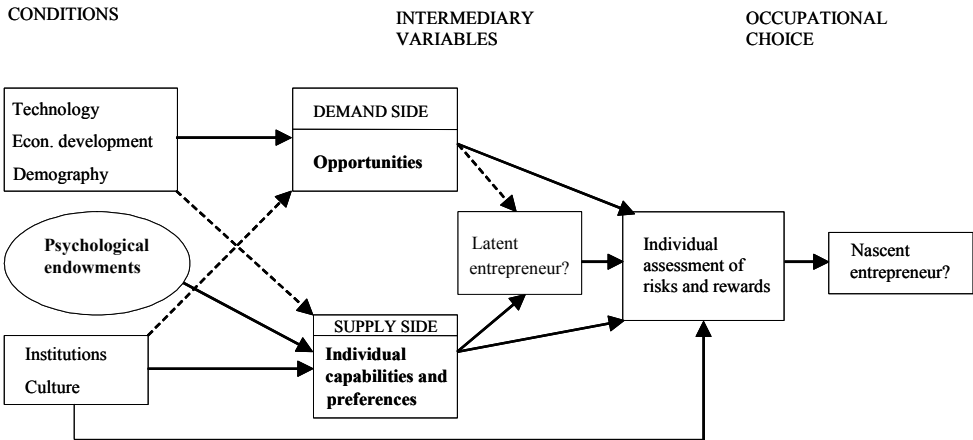 CONDITIONS
INTERMEDIARY
VARIABLES
OCCUPATIONAL
CHOICE
Technology
Econ. development
Demography
DEMAND SIDE
Opportunities
Psychological
endowments
Latent
entrepreneur?
Individual
assessment of
risks and rewards
Nascent
entrepreneur?
Institutions
Culture
SUPPLY SIDE
Individual
capabilities and
preferences